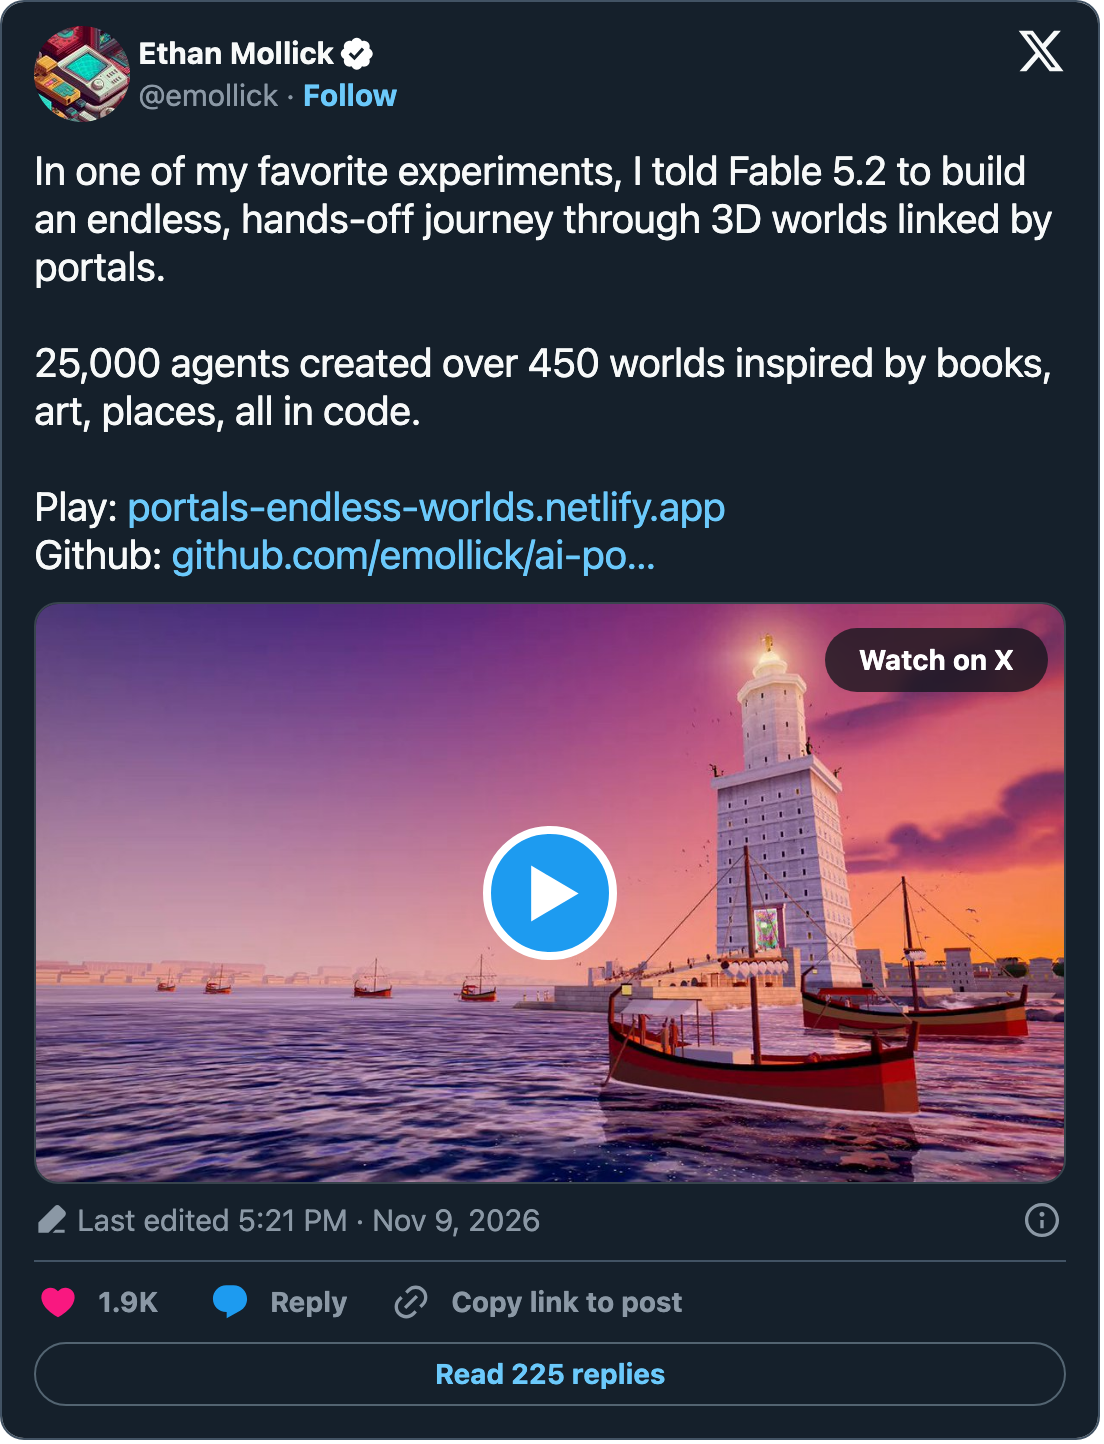 Ethan Mollick
@emollick · Follow
In one of my favorite experiments, I told Fable 5.2 to build
an endless, hands-off journey through 3D worlds linked by
portals.
25,000 agents created over 450 worlds inspired by books,
art, places, all in code.
Play: portals-endless-worlds.netlify.app
Github: github.com/emollick/ai-po...
Watch on X
Last edited 5:21 PM · Nov 9, 2026
1.9K Reply Copy link to post
Read 225 replies